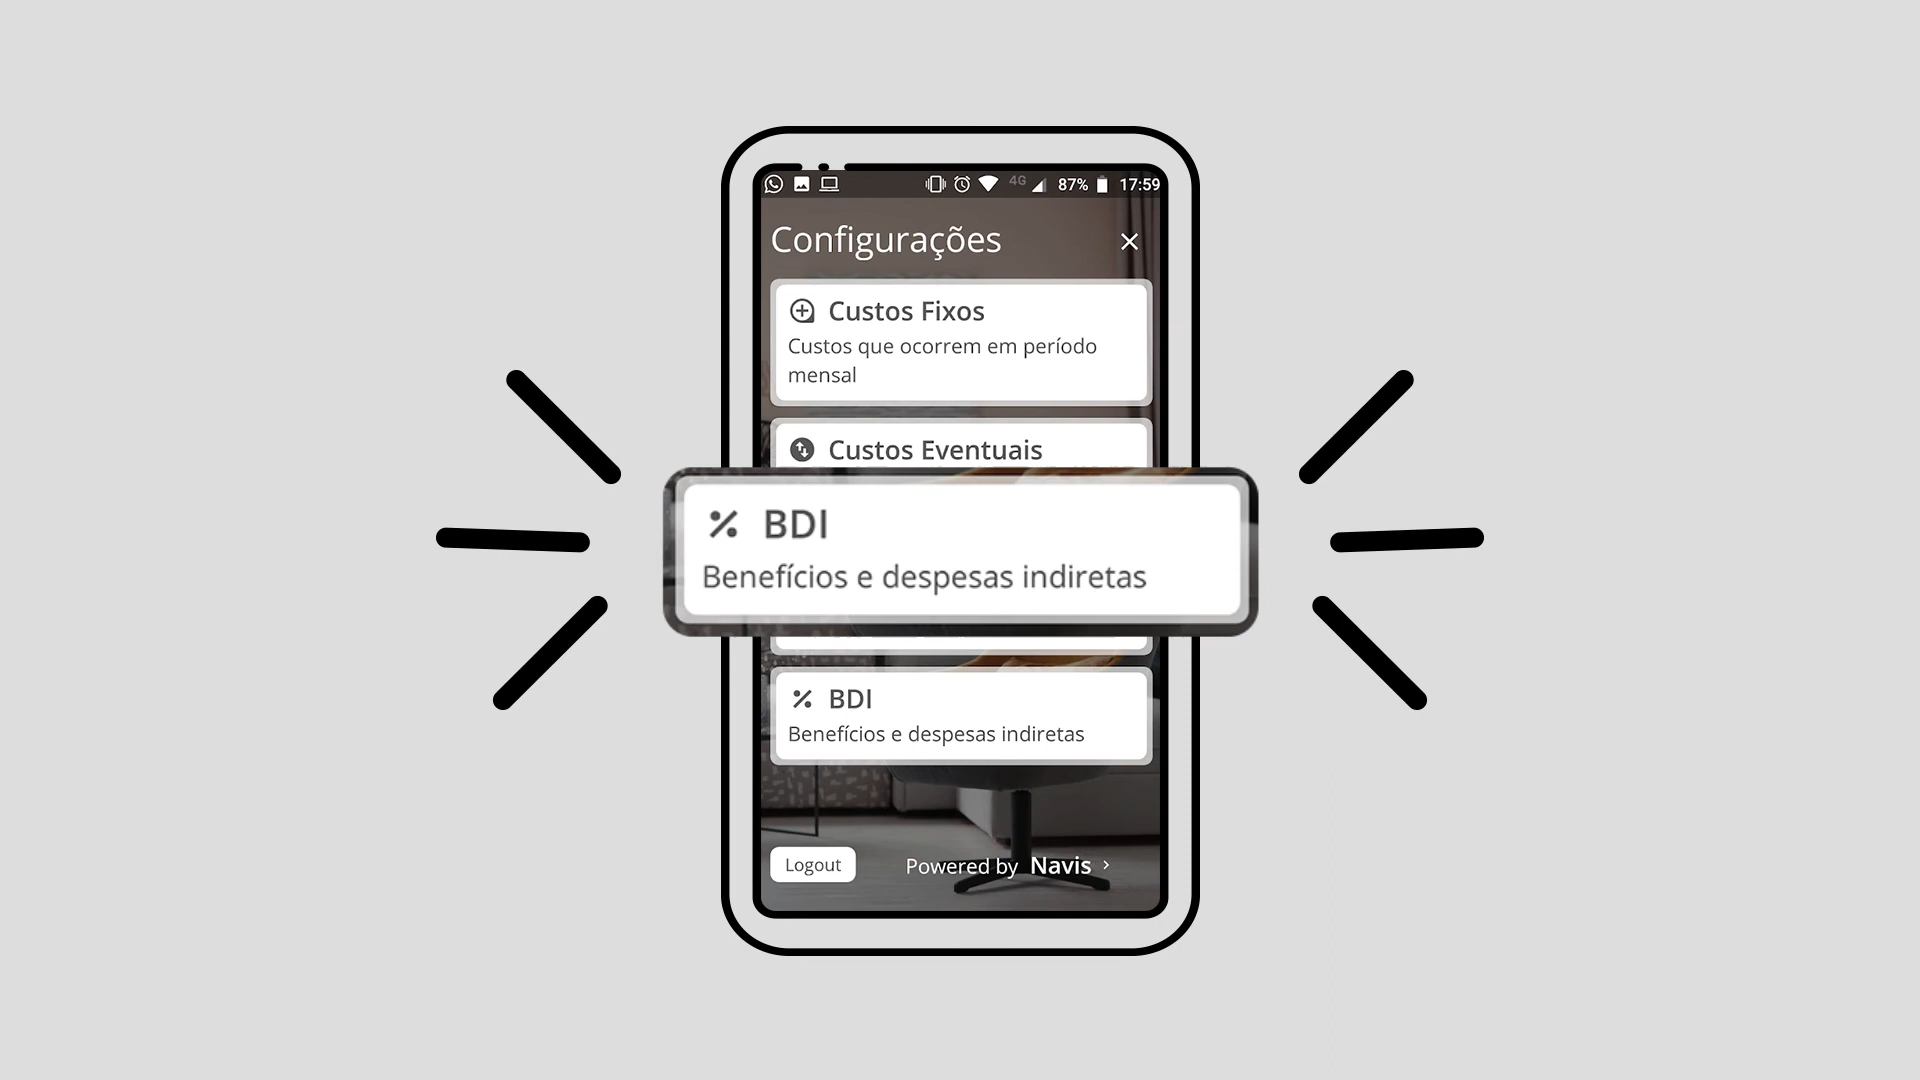 4G 87% 17:59
Configurações
Custos Fixos
Custos que ocorrem em período
mensal
Custos Eventuais
BDI
Benefícios e despesas indiretas
BDI
Benefícios e despesas indiretas
Logout
Powered by Navis